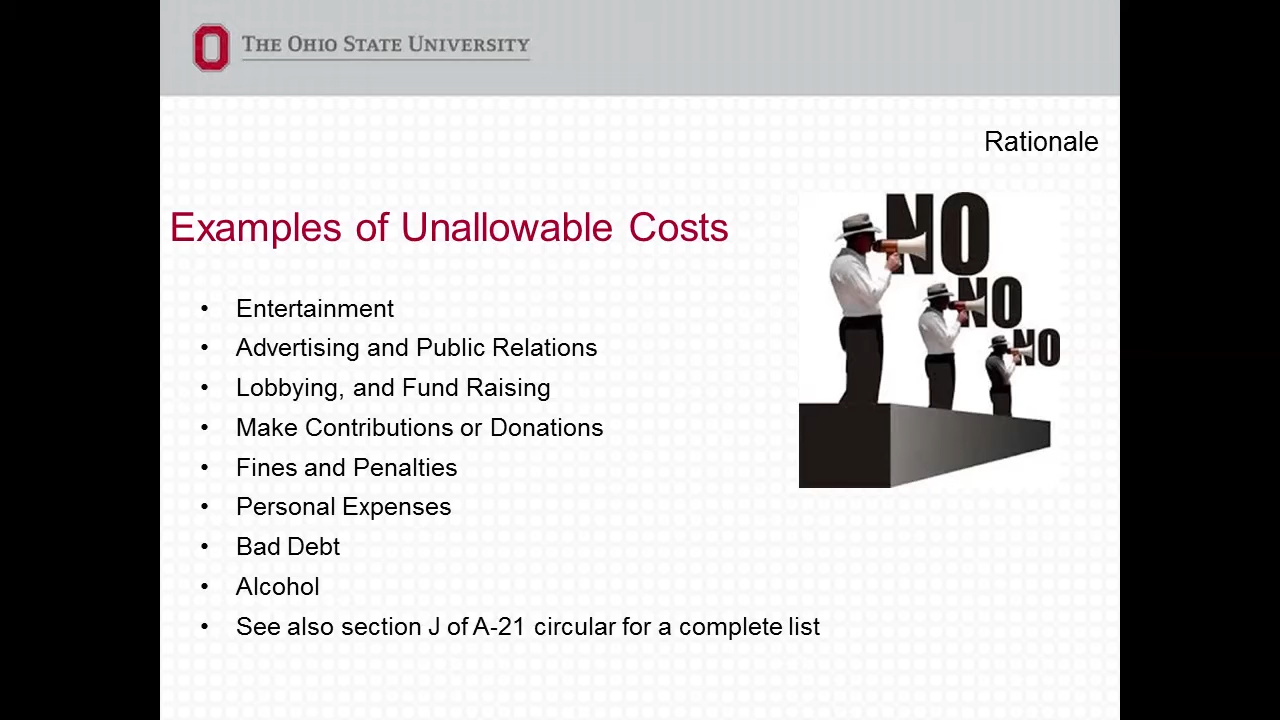 THE OHIO STATE UNIVERSITY
Rationale
Examples of Unallowable Costs
NO
NO
NO
• Entertainment
• Advertising and Public Relations
• Lobbying, and Fund Raising
• Make Contributions or Donations
• Fines and Penalties
• Personal Expenses
• Bad Debt
• Alcohol
• See also section J of A-21 circular for a complete list